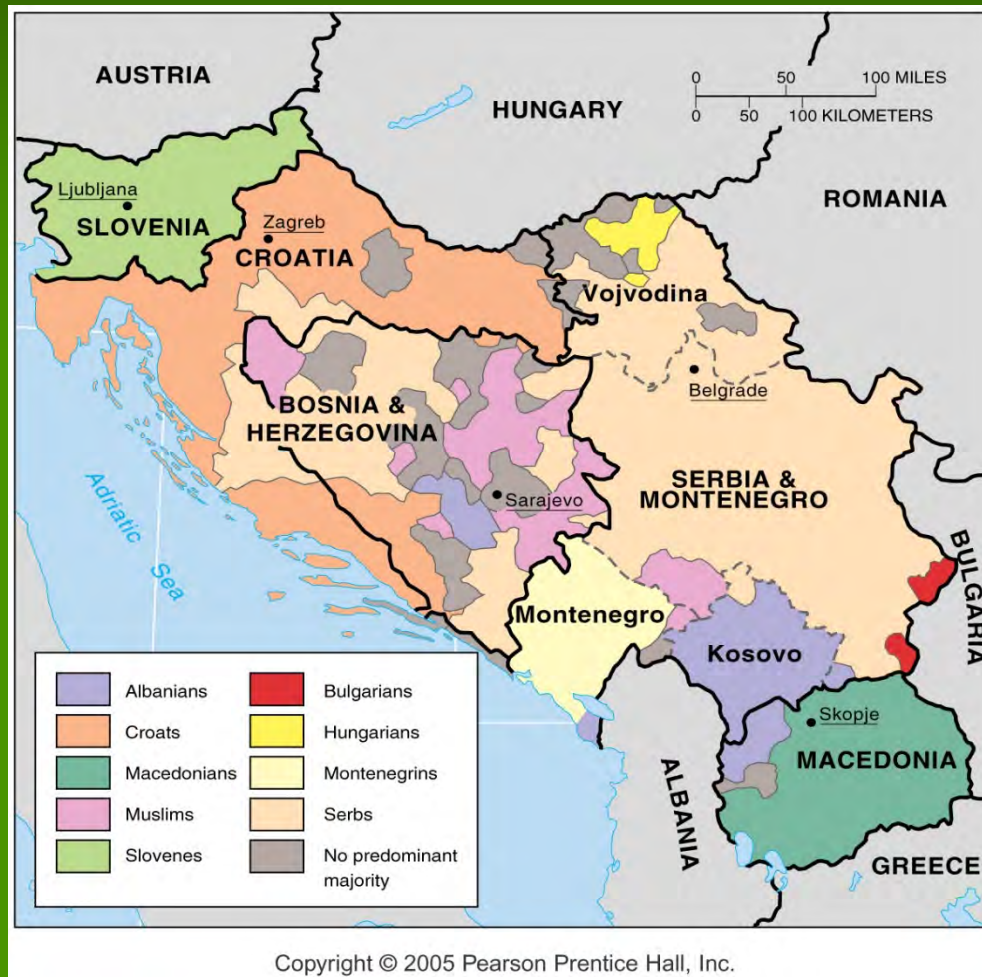 AUSTRIA
HUNGARY
0 50 100 MILES
0 50 100 KILOMETERS
ROMANIA
Ljubljana
SLOVENIA
Zagreb
CROATIA
Vojvodina
Belgrade
BOSNIA &
HERZEGOVINA
SERBIA &
MONTENEGRO
Sarajevo
Adriatic Sea
BULGARIA
Montenegro
Kosovo
Skopje
MACEDONIA
ALBANIA
GREECE
Albanians
Croats
Macedonians
Muslims
Slovenes
Bulgarians
Hungarians
Montenegrins
Serbs
No predominant
majority
Copyright © 2005 Pearson Prentice Hall, Inc.